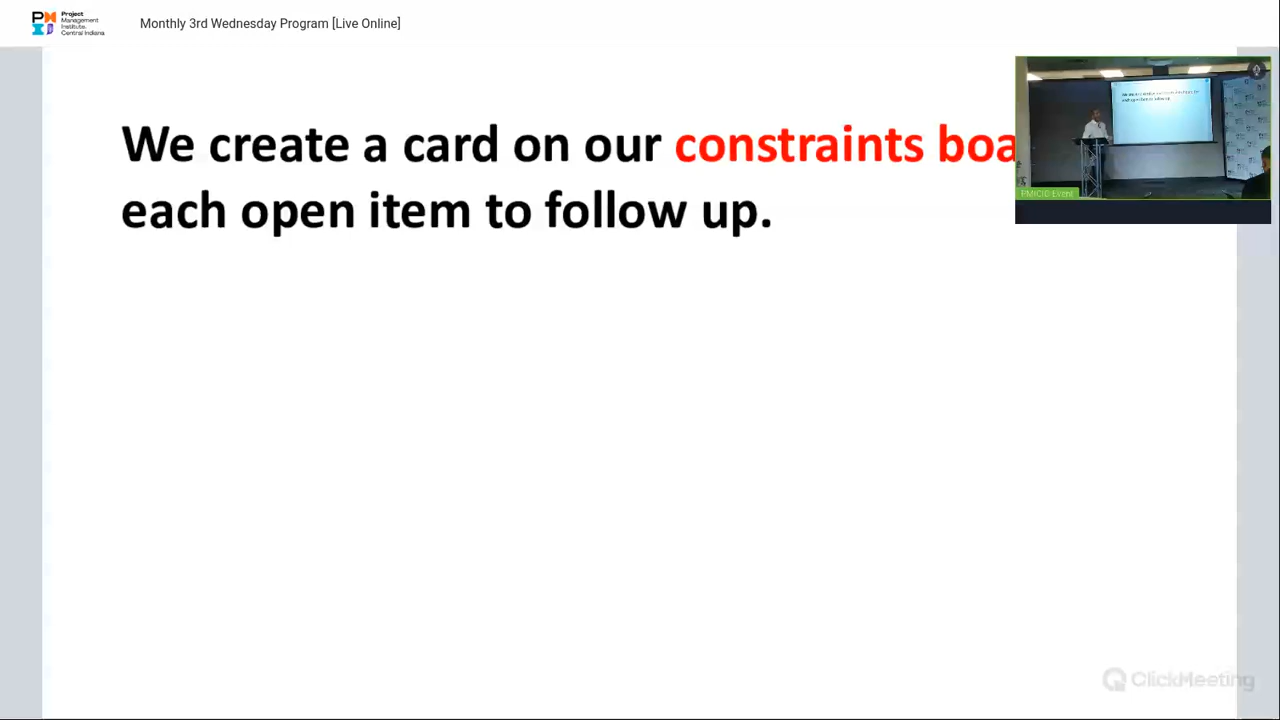 Project
Management
Institute.
Central Indiana
Monthly 3rd Wednesday Program [Live Online]
We create a card on our constraints boa
each open item to follow up.
PMICIC Event
ClickMeeting